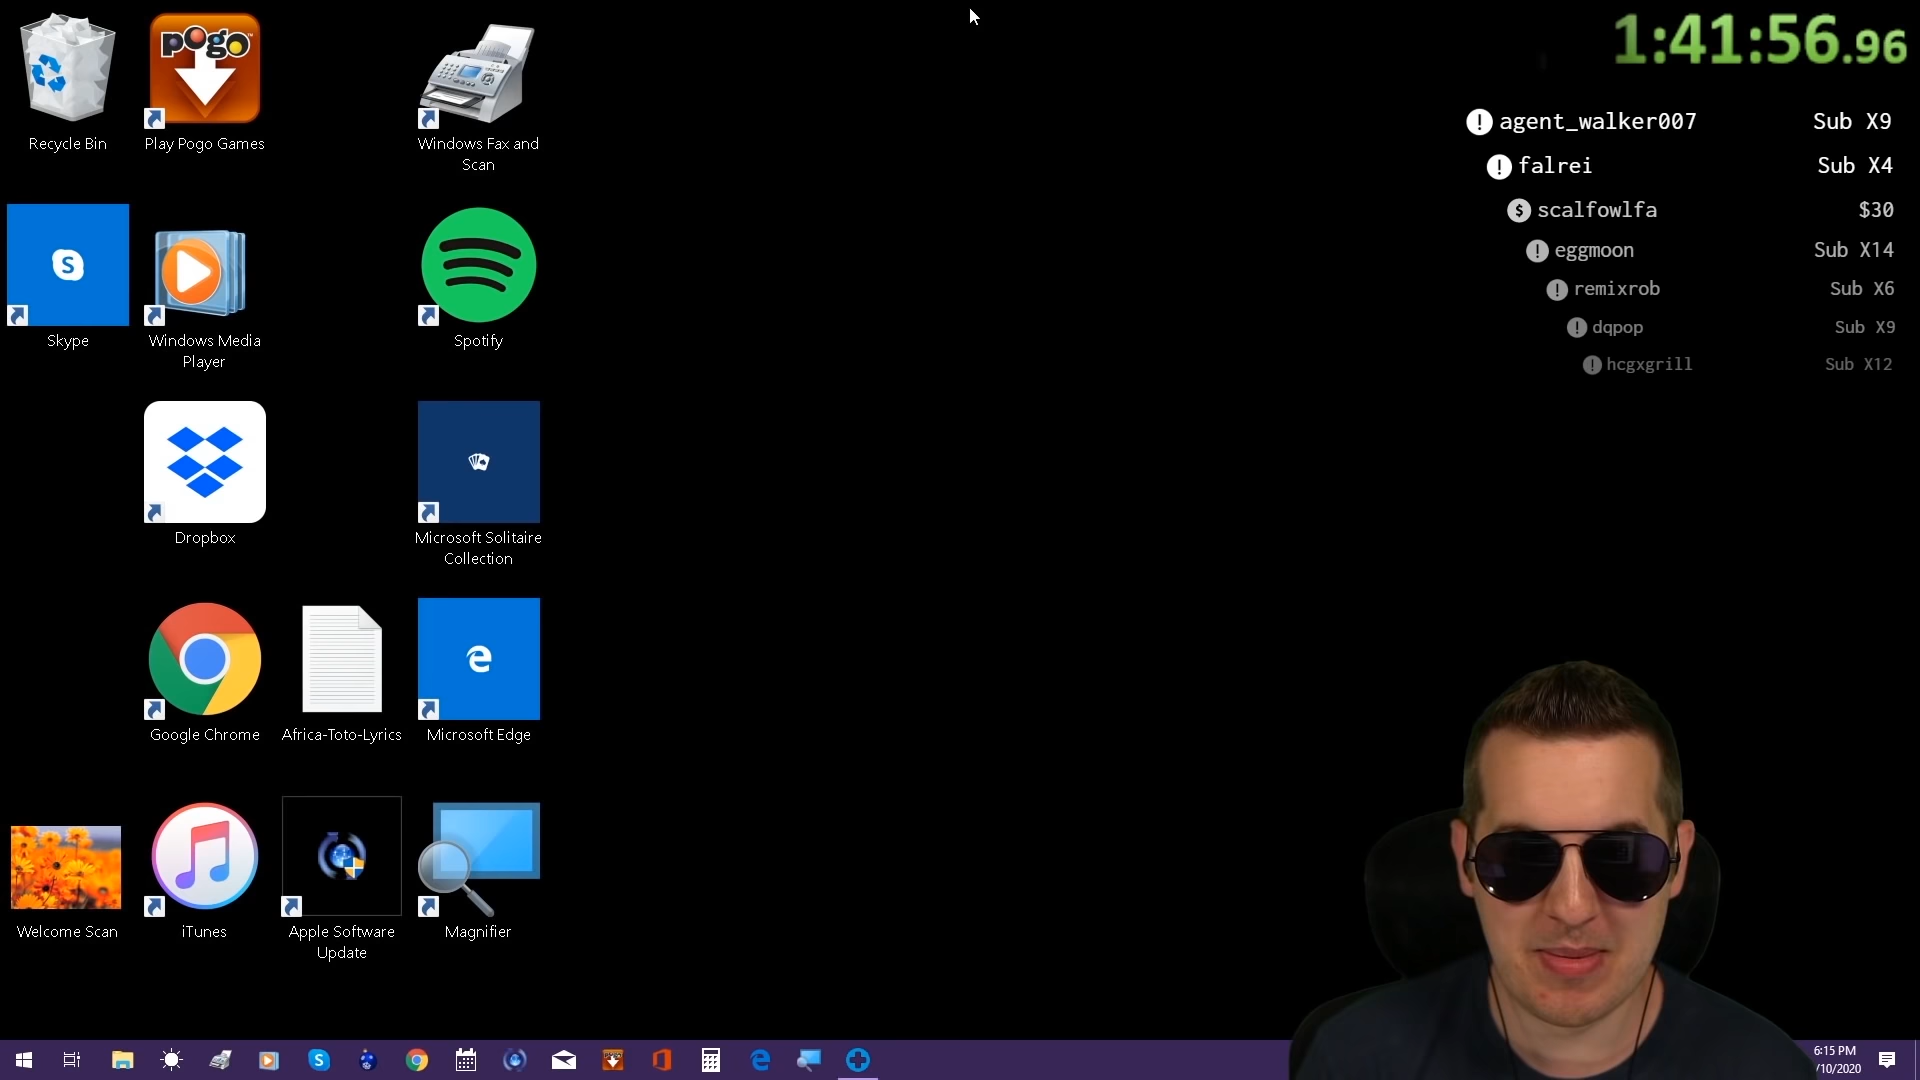 Recycle Bin
pogo
Play Pogo Games
Windows Fax and
Scan
1:41:56.96
agent_walker007 Sub X9
falrei Sub X4
scalfowlfa $30
eggmoon Sub X14
remixrob Sub X6
dqpop Sub X9
hcgxgrill Sub X12
Skype
Windows Media
Player
Spotify
Dropbox
Microsoft Solitaire
Collection
Google Chrome
Africa-Toto-Lyrics
Microsoft Edge
Welcome Scan
iTunes
Apple Software
Update
Magnifier
6:15 PM
/10/2020